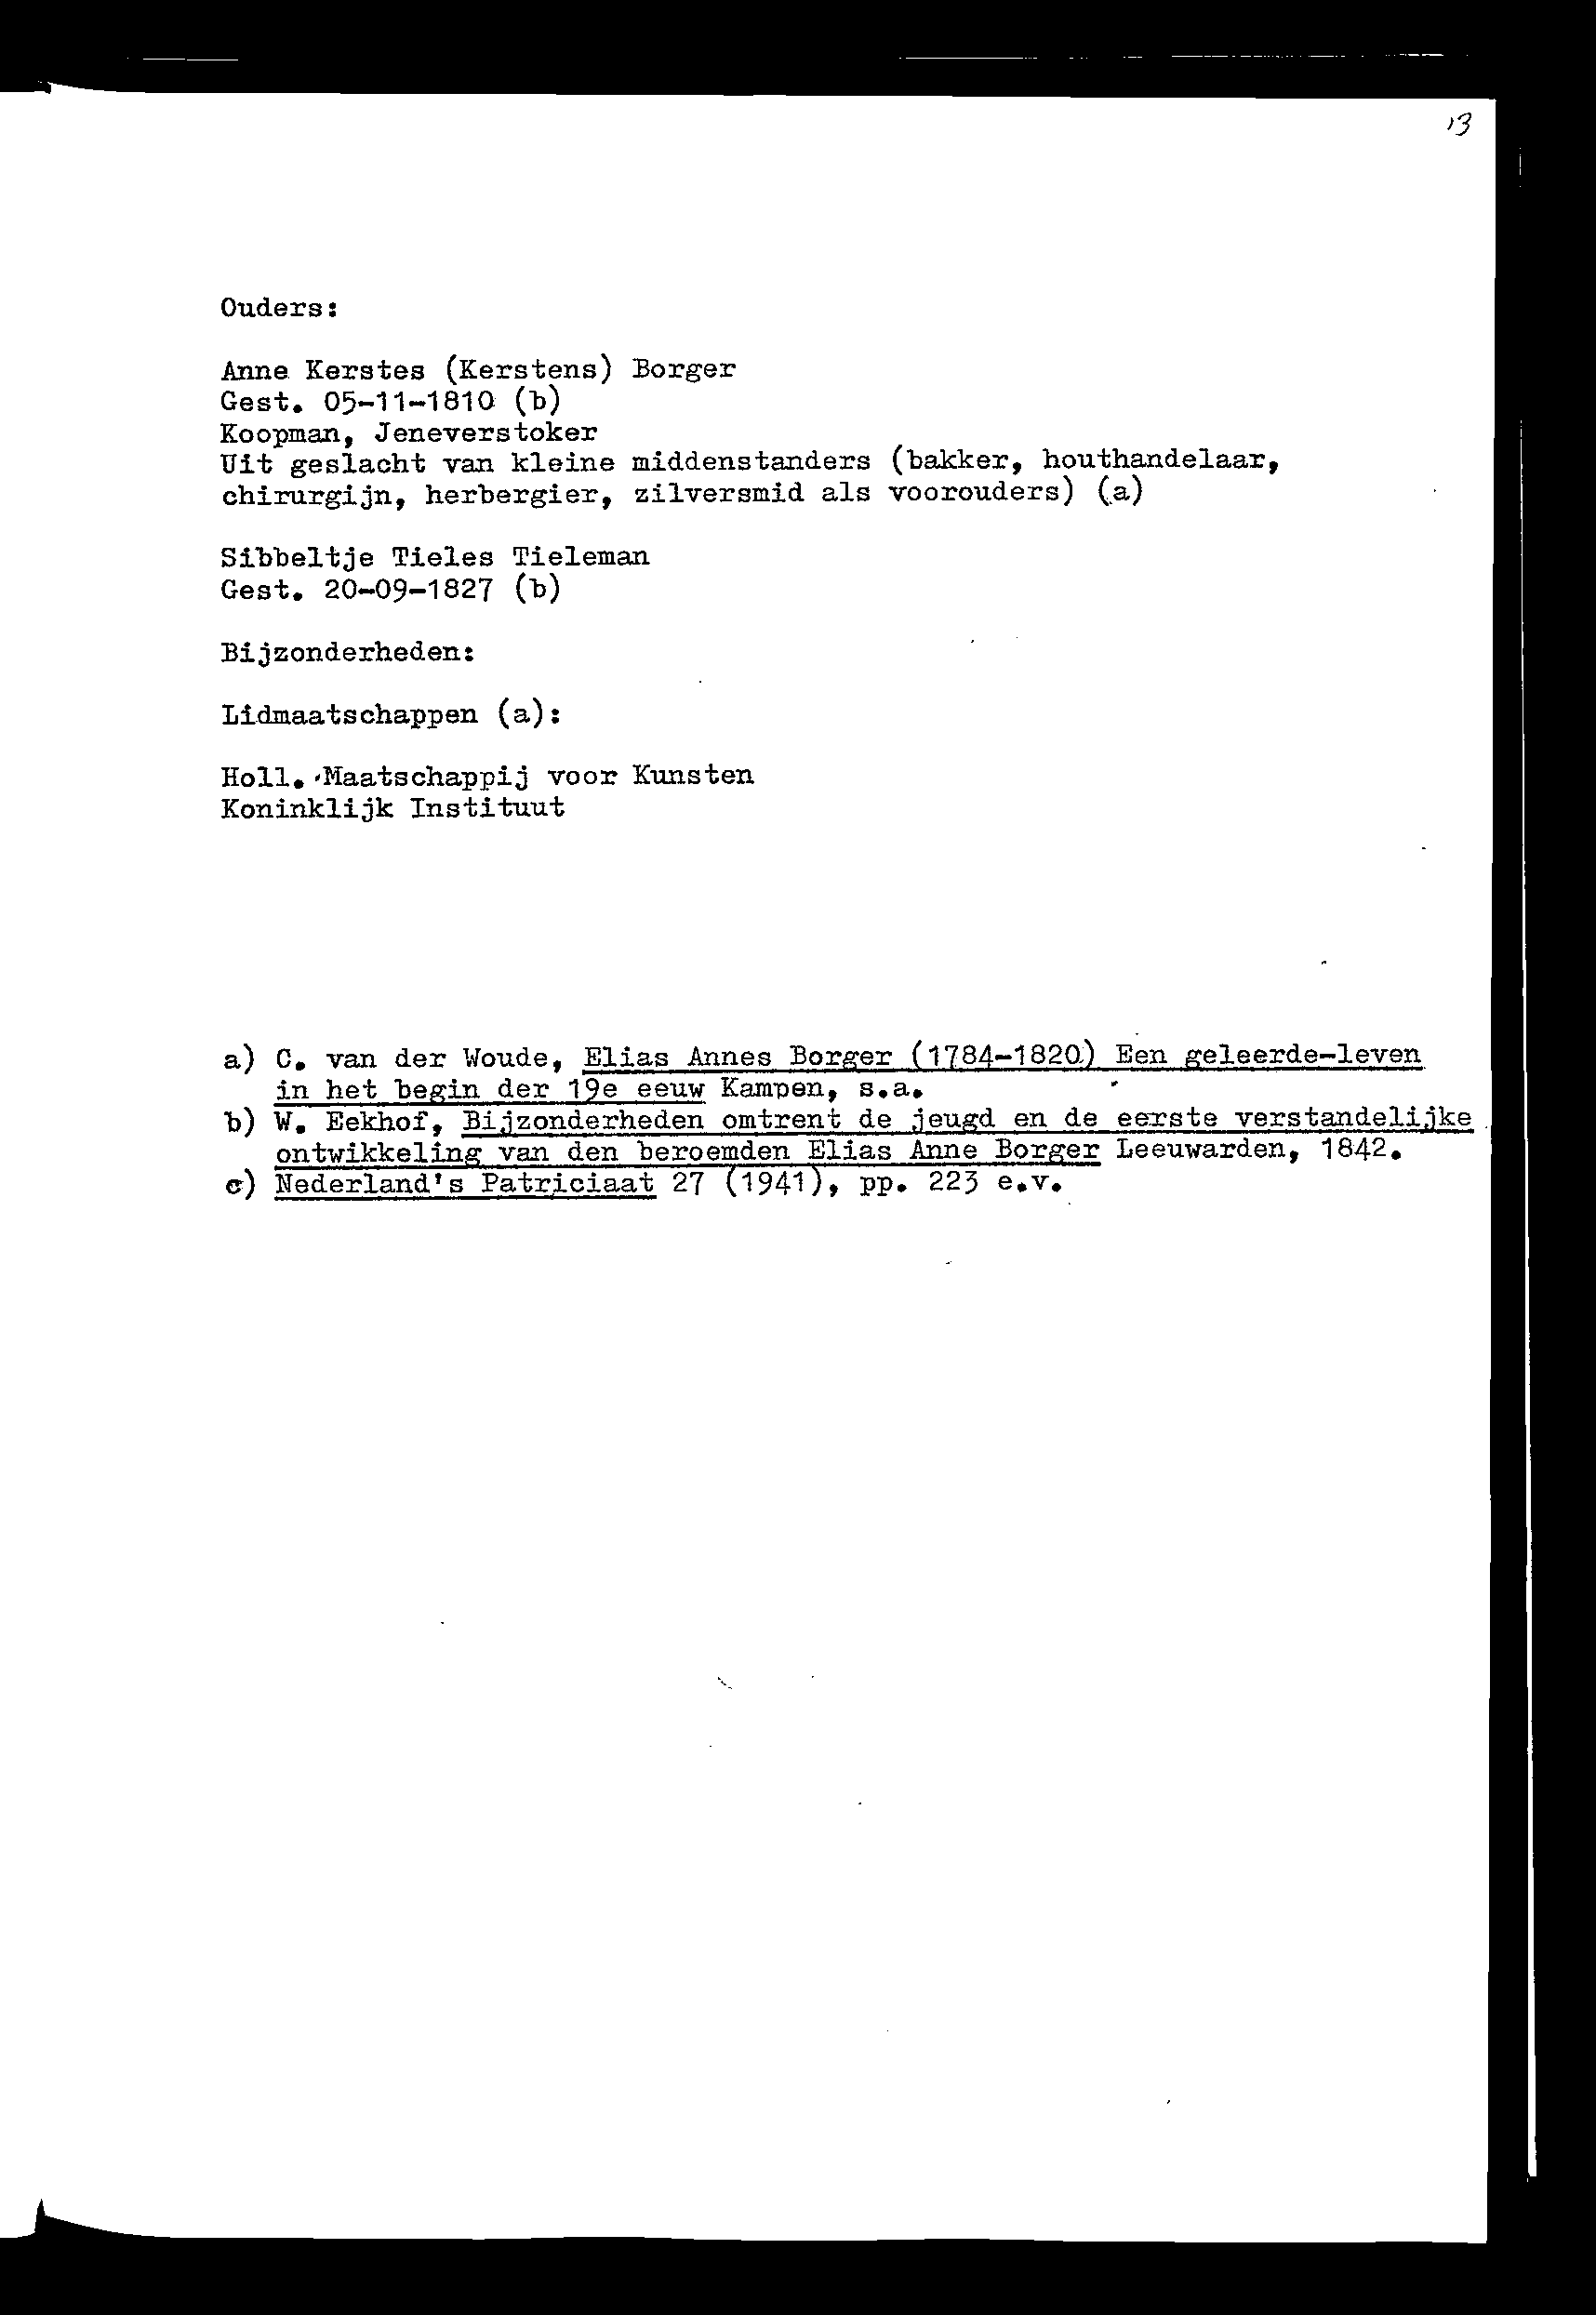 13
Ouders:
Anne Kerstes (Kerstens) Borger
Gest. 05-11-1810 (b)
Koopman, Jeneverstoker
Uit geslacht van kleine middenstanders (bakker, houthandelaar,
chirurgijn, herbergier, zilversmid als voorouders) (a)
Sibbeltje Tieles Tieleman
Gest. 20-09-1827 (b)
Bijzonderheden:
Lidmaatschappen (a):
Holl. Maatschappij voor Kunsten
Koninklijk Instituut
a) C. van der Woude, Elias Annes Borger (1784-1820) Een geleerde-leven
in het begin der 19e eeuw Kampen, s.a.
b) W. Eekhof, Bijzonderheden omtrent de jeugd en de eerste verstandelijke
ontwikkeling van den beroemden Elias Anne Borger Leeuwarden, 1842.
c) Nederland's Patriciaat 27 (1941), pp. 223 e.v.